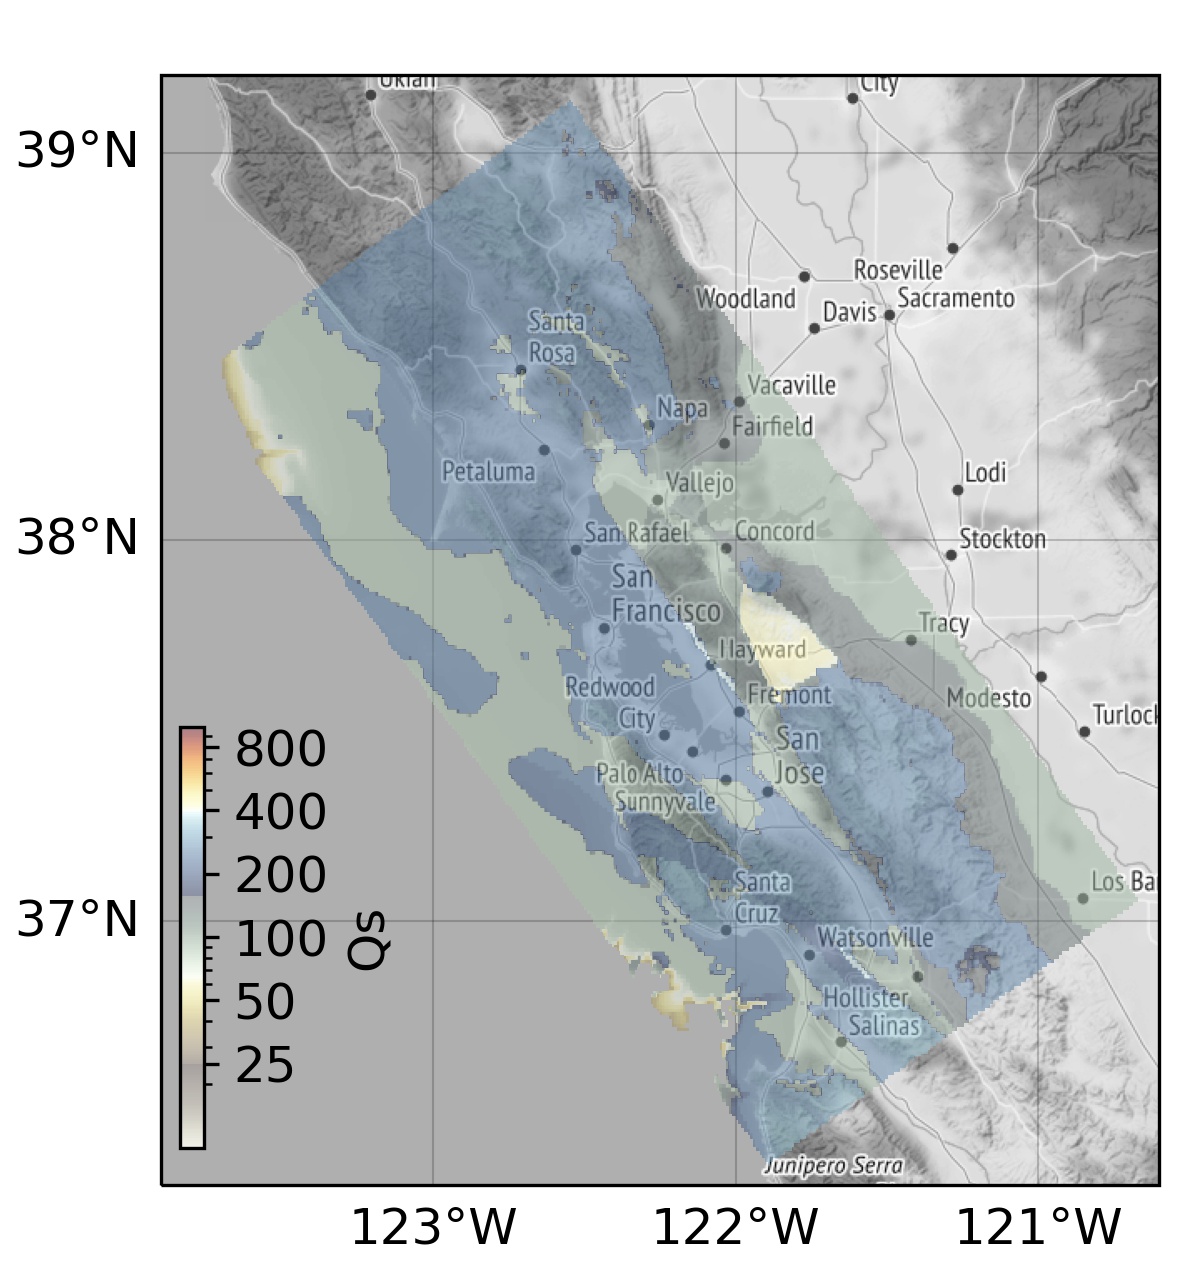 Ukiah
City
39°N
Roseville
Woodland
Sacramento
Davis
Santa
Rosa
Vacaville
Napa
Fairfield
Petaluma
Vallejo
Lodi
38°N
San Rafael
Concord
Stockton
San
Francisco
Tracy
Hayward
Redwood
City
Fremont
Modesto
Turlock
San
Jose
Palo Alto
Sunnyvale
800
400
200
100
50
25
Qs
Santa
Cruz
Los Ba
37°N
Watsonville
Hollister
Salinas
Junipero Serra
123°W
122°W
121°W